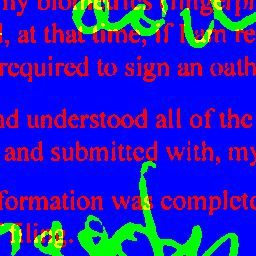 my biometrics (fingerpr
, at that time, if I am re
required to sign an oath
nd understood all of the
and submitted with, my
formation was complete
filing.